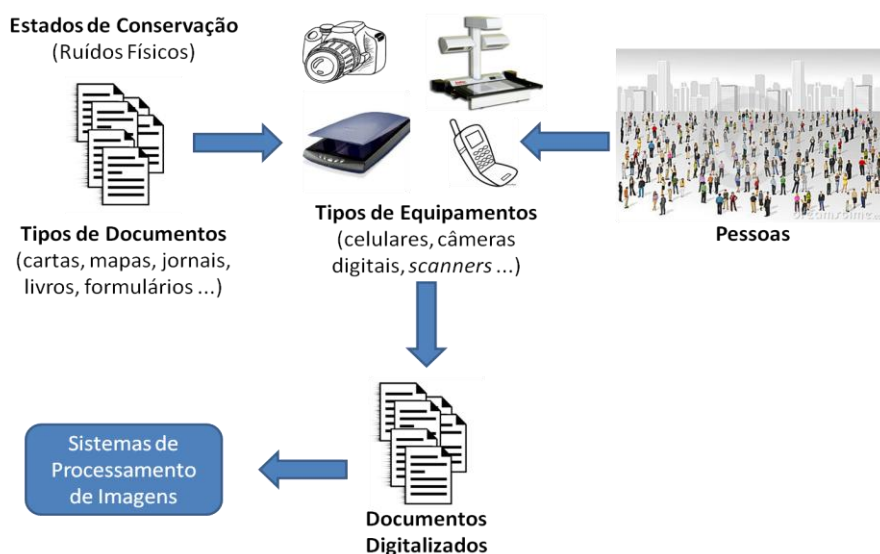 Estados de Conservação
(Ruídos Físicos)
Tipos de Documentos
(cartas, mapas, jornais,
livros, formulários ...)
Tipos de Equipamentos
(celulares, câmeras
digitais, scanners ...)
Pessoas
Documentos
Digitalizados
Sistemas de
Processamento
de Imagens